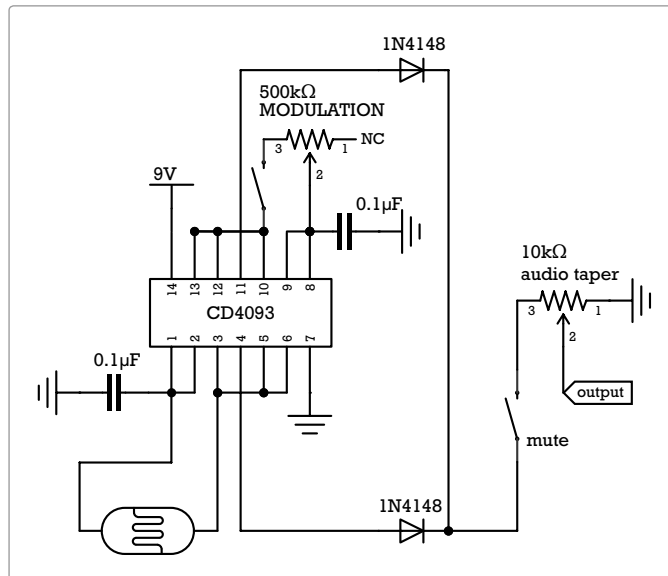 1N4148
500kΩ
MODULATION
3
1
NC
2
9V
0.1µF
14
13
12
11
10
9
8
CD4093
1
2
3
4
5
6
7
0.1µF
10kΩ
audio taper
3
1
2
output
mute
1N4148